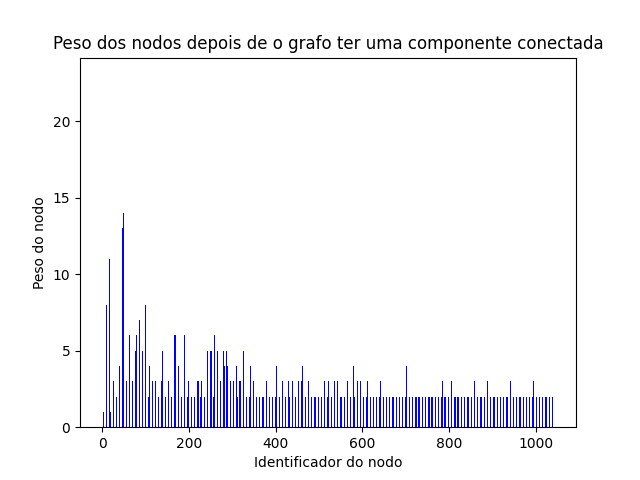 Peso dos nodos depois de o grafo ter uma componente conectada
Peso do nodo
20
15
10
5
0
0 200 400 600 800 1000
Identificador do nodo